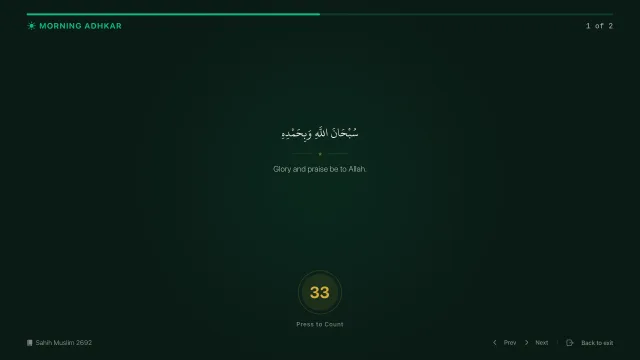 MORNING ADHKAR
1 of 2
سُبْحَانَ اللَّهِ وَبِحَمْدِهِ
Glory and praise be to Allah.
33
Press to Count
Sahih Muslim 2692
Prev
Next
Back to exit